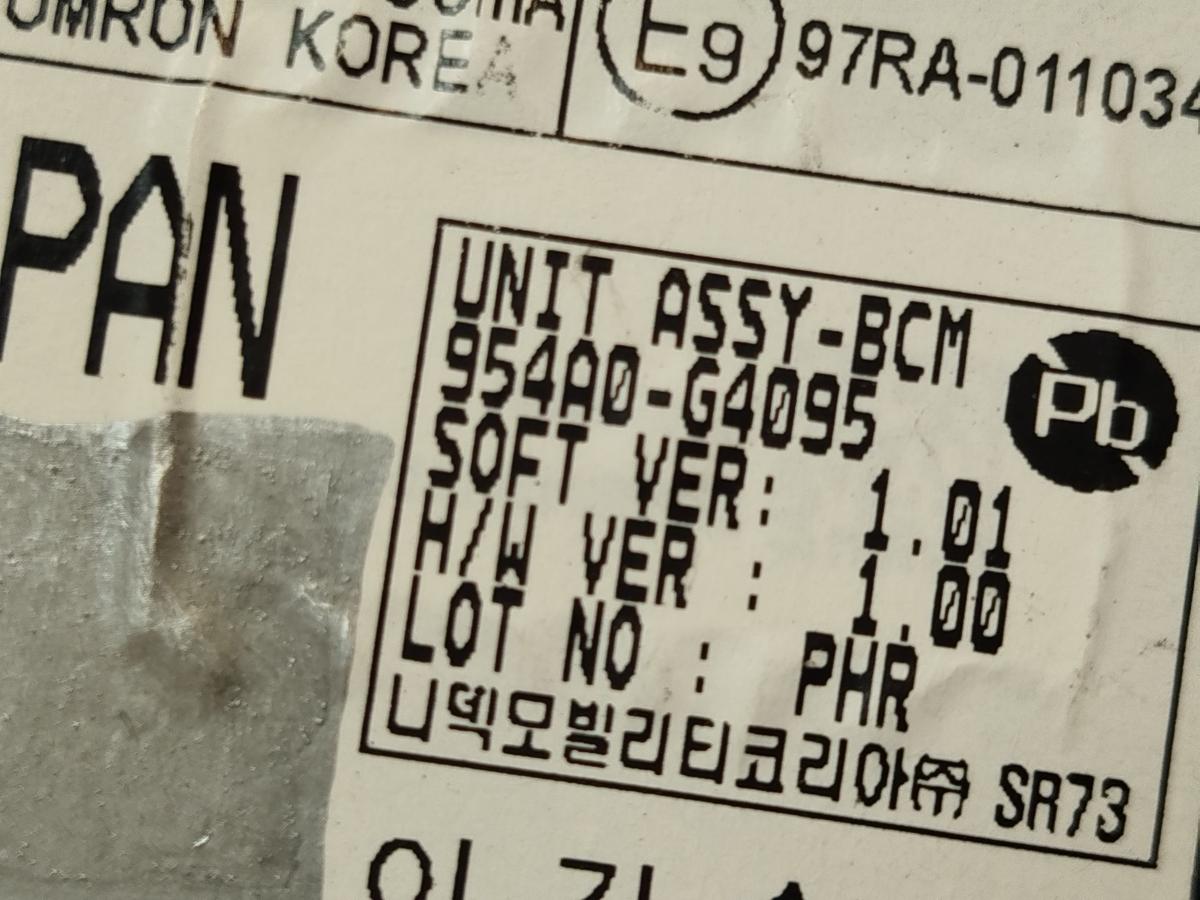 OMRON KOREA
E9 97RA-011034
PAN
UNIT ASSY-BCM
954A0-G4095
Pb
SOFT VER: 1.01
H/W VER : 1.00
LOT NO : PHR
니덱모빌리티코리아㈜ SR73